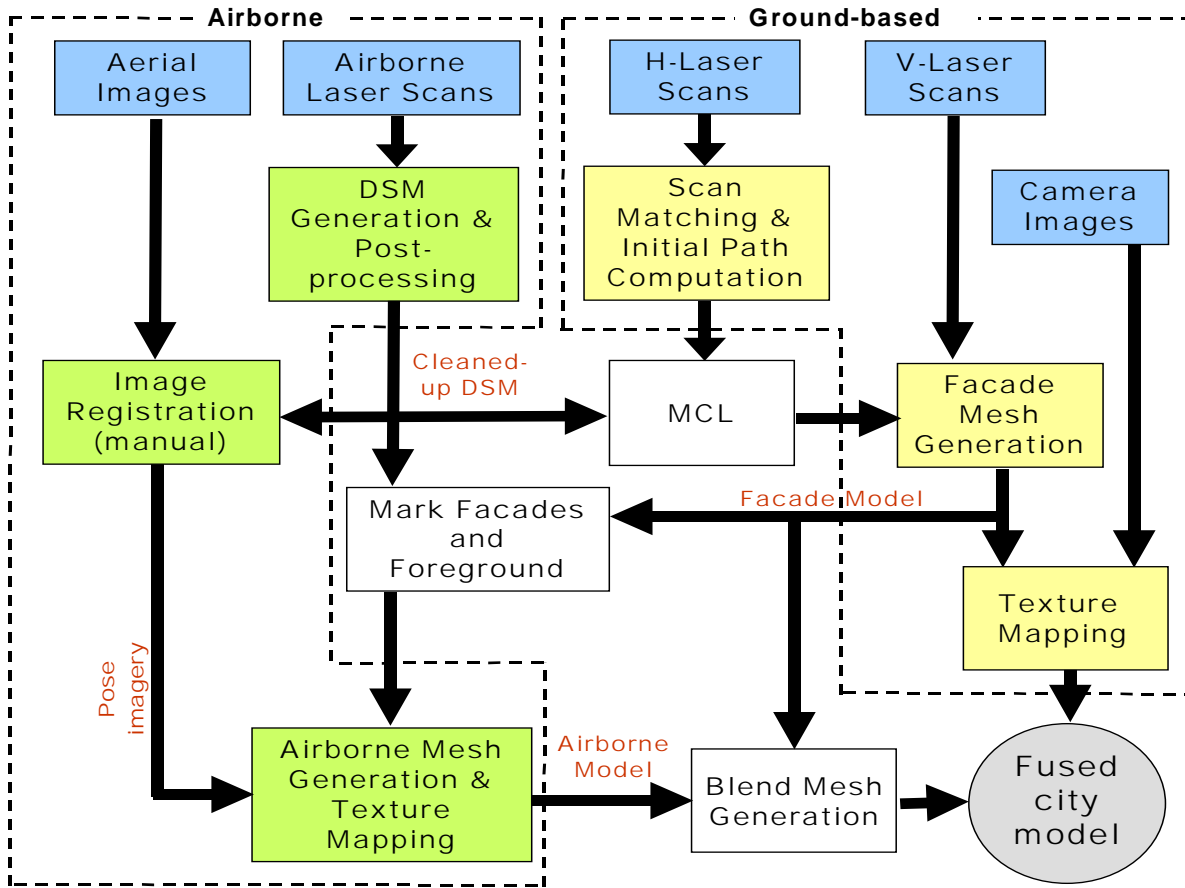 Airborne
Ground-based
Aerial
Images
Airborne
Laser Scans
H-Laser
Scans
V-Laser
Scans
DSM
Generation &
Post-
processing
Scan
Matching &
Initial Path
Computation
Camera
Images
Image
Registration
(manual)
Cleaned-
up DSM
MCL
Facade
Mesh
Generation
Mark Facades
and
Foreground
Facade Model
Texture
Mapping
Pose
imagery
Airborne Mesh
Generation &
Texture
Mapping
Airborne
Model
Blend Mesh
Generation
Fused
city
model